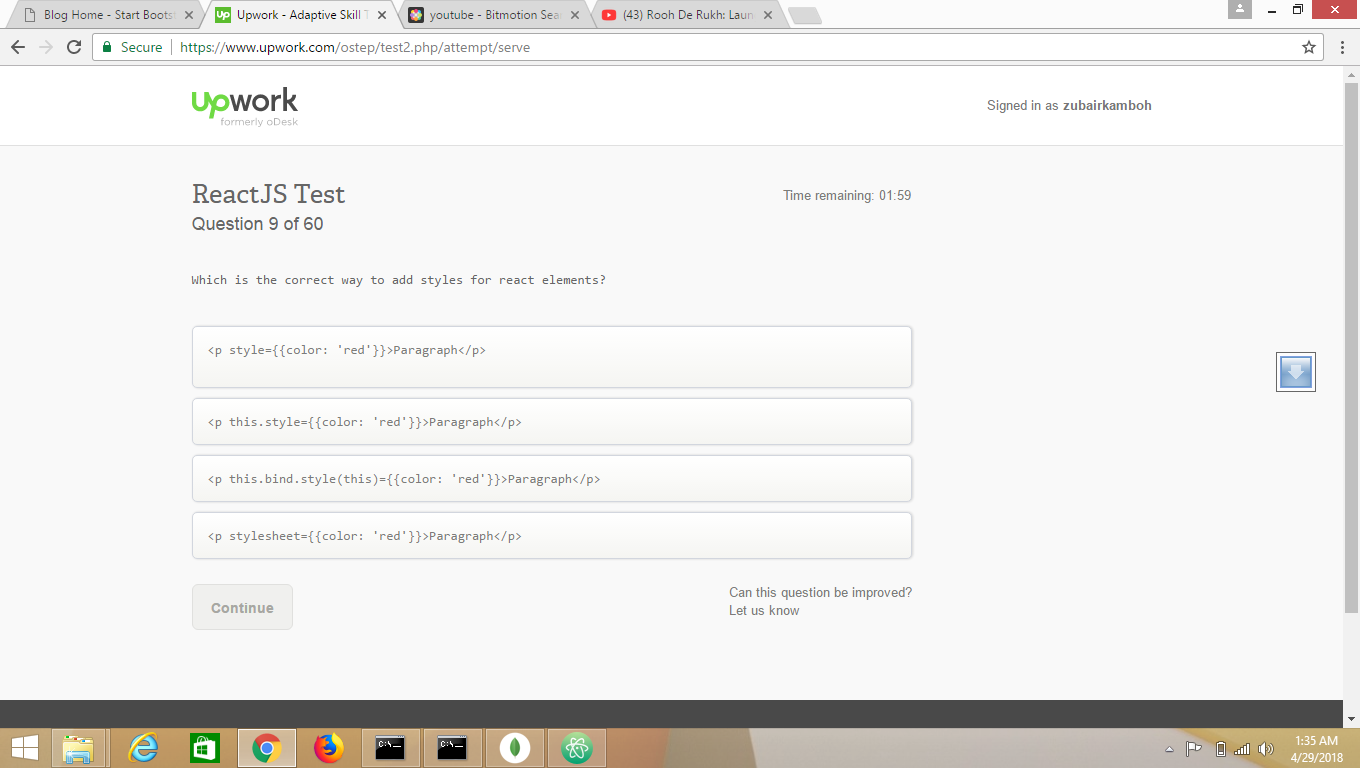 Blog Home - Start Bootst
Upwork - Adaptive Skill T
youtube - Bitmotion Sear
(43) Rooh De Rukh: Laun
Secure
https://www.upwork.com/ostep/test2.php/attempt/serve
upwork
formerly oDesk
Signed in as zubairkamboh
ReactJS Test
Time remaining: 01:59
Question 9 of 60
Which is the correct way to add styles for react elements?
<p style={{color: 'red'}}>Paragraph</p>
<p this.style={{color: 'red'}}>Paragraph</p>
<p this.bind.style(this)={{color: 'red'}}>Paragraph</p>
<p stylesheet={{color: 'red'}}>Paragraph</p>
Continue
Can this question be improved?
Let us know
1:35 AM
4/29/2018